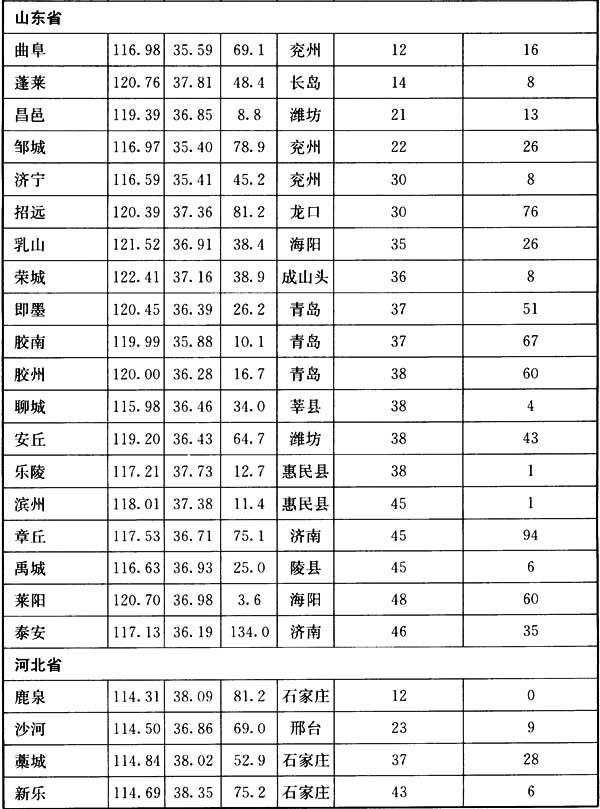 山东省
曲阜 116.98 35.59 69.1 兖州 12 16
蓬莱 120.76 37.81 48.4 长岛 14 8
昌邑 119.39 36.85 8.8 潍坊 21 13
邹城 116.97 35.40 78.9 兖州 22 26
济宁 116.59 35.41 45.2 兖州 30 8
招远 120.39 37.36 81.2 龙口 30 76
乳山 121.52 36.91 38.4 海阳 35 26
荣城 122.41 37.16 38.9 成山头 36 8
即墨 120.45 36.39 26.2 青岛 37 51
胶南 119.99 35.88 10.1 青岛 37 67
胶州 120.00 36.28 16.7 青岛 38 60
聊城 115.98 36.46 34.0 莘县 38 4
安丘 119.20 36.43 64.7 潍坊 38 43
乐陵 117.21 37.73 12.7 惠民县 38 1
滨州 118.01 37.38 11.4 惠民县 45 1
章丘 117.53 36.71 75.1 济南 45 94
禹城 116.63 36.93 25.0 陵县 45 6
莱阳 120.70 36.98 3.6 海阳 48 60
泰安 117.13 36.19 134.0 济南 46 35
河北省
鹿泉 114.31 38.09 81.2 石家庄 12 0
沙河 114.50 36.86 69.0 邢台 23 9
藁城 114.84 38.02 52.9 石家庄 37 28
新乐 114.69 38.35 75.2 石家庄 43 6